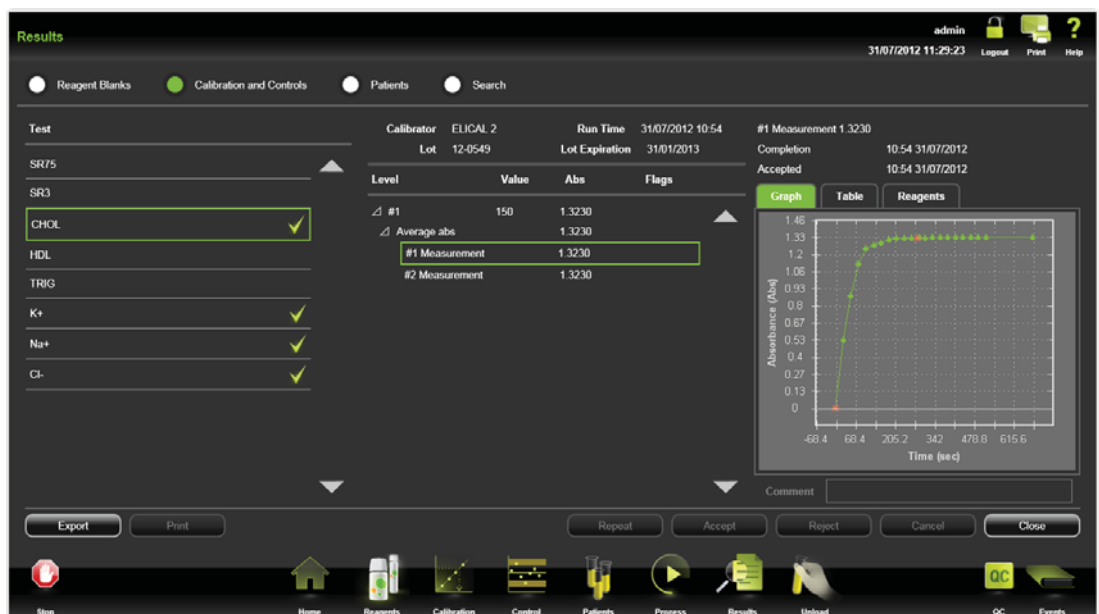 Results
admin
31/07/2012 11:29:23
Logout Print Help
Reagent Blanks Calibration and Controls Patients Search
Test
SR75
SR3
CHOL
HDL
TRIG
K+
Na+
Cl-
Calibrator ELICAL 2 Run Time 31/07/2012 10:54
Lot 12-0549 Lot Expiration 31/01/2013
Level Value Abs Flags
#1 150 1.3230
Average abs 1.3230
#1 Measurement 1.3230
#2 Measurement 1.3230
#1 Measurement 1.3230
Completion 10:54 31/07/2012
Accepted 10:54 31/07/2012
Graph Table Reagents
Absorbance (Abs)
1.46
1.33
1.2
1.06
0.93
0.8
0.67
0.53
0.4
0.27
0.13
0
-68.4 68.4 205.2 342 478.8 615.6
Time (sec)
Comment
Export Print Repeat Accept Reject Cancel Close
Stop Home Reagents Calibration Control Patients Process Results Upload QC QC Events